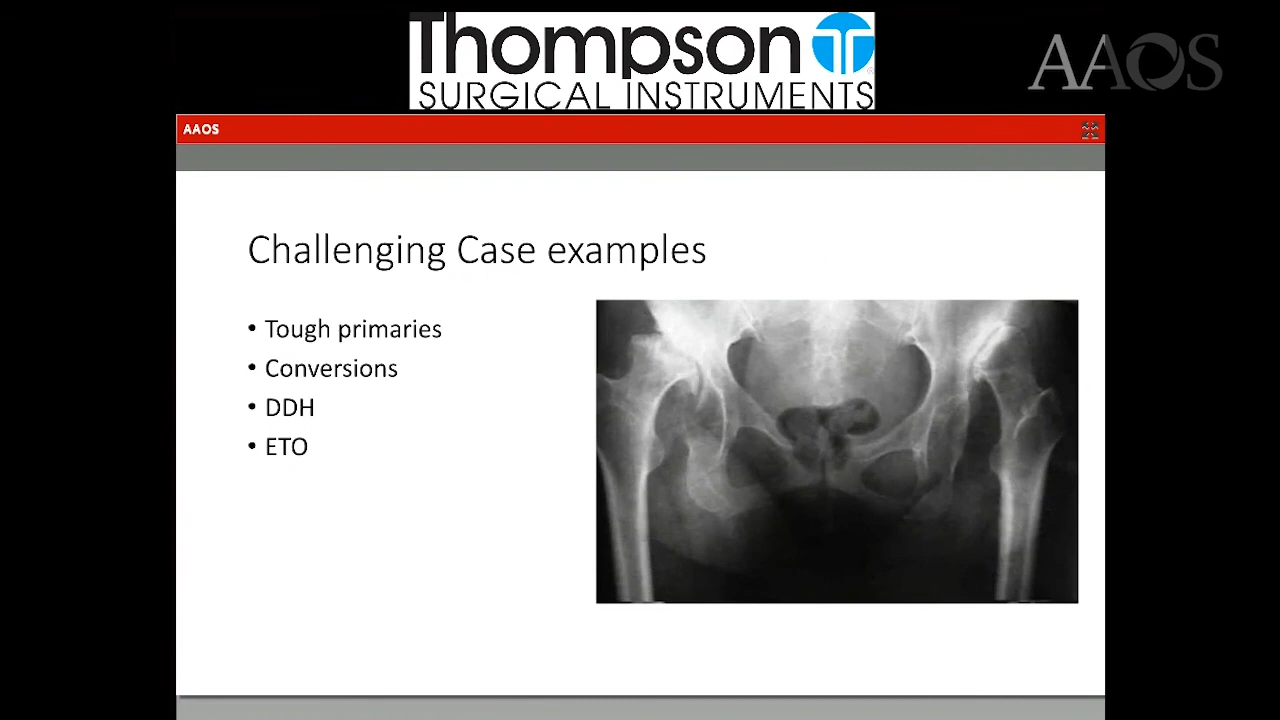 Thompson
SURGICAL INSTRUMENTS
AAOS
AAOS
Challenging Case examples
• Tough primaries
• Conversions
• DDH
• ETO